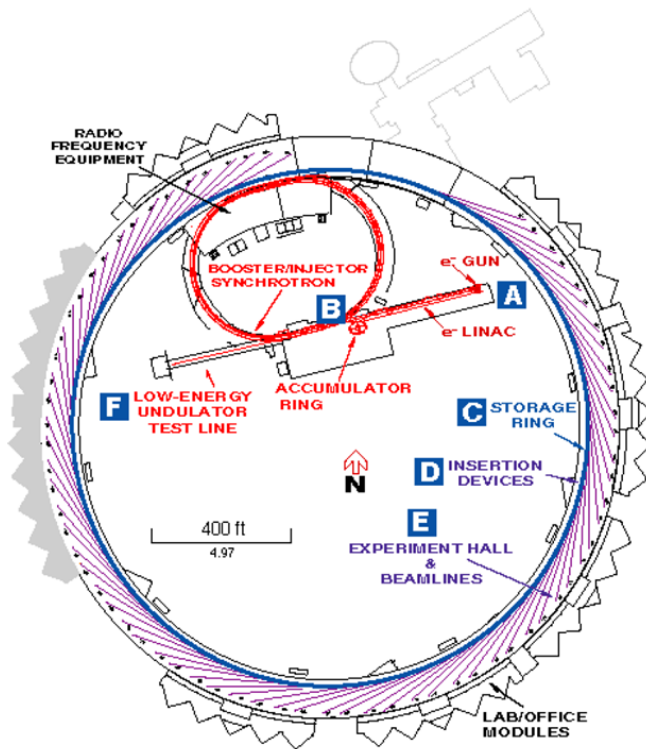 RADIO
FREQUENCY
EQUIPMENT
BOOSTER/INJECTOR
SYNCHROTRON
e- GUN
A
B
e- LINAC
F
LOW-ENERGY
UNDULATOR
TEST LINE
ACCUMULATOR
RING
C
STORAGE
RING
N
D
INSERTION
DEVICES
400 ft
4.97
E
EXPERIMENT HALL
&
BEAMLINES
LAB/OFFICE
MODULES